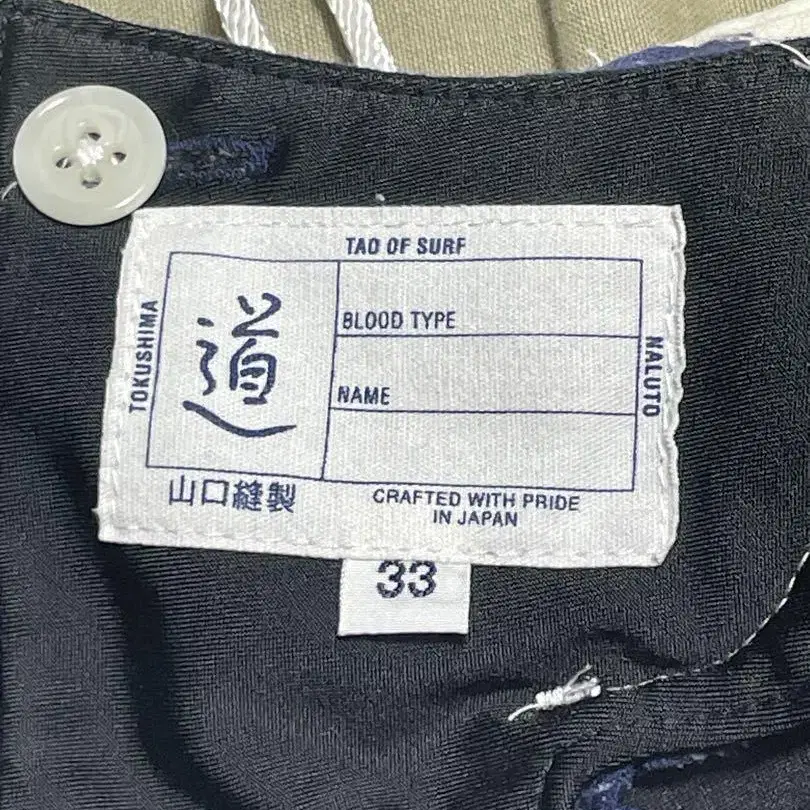 TAO OF SURF
TOKUSHIMA
道
BLOOD TYPE
NAME
NALUTO
山口縫製
CRAFTED WITH PRIDE
IN JAPAN
33